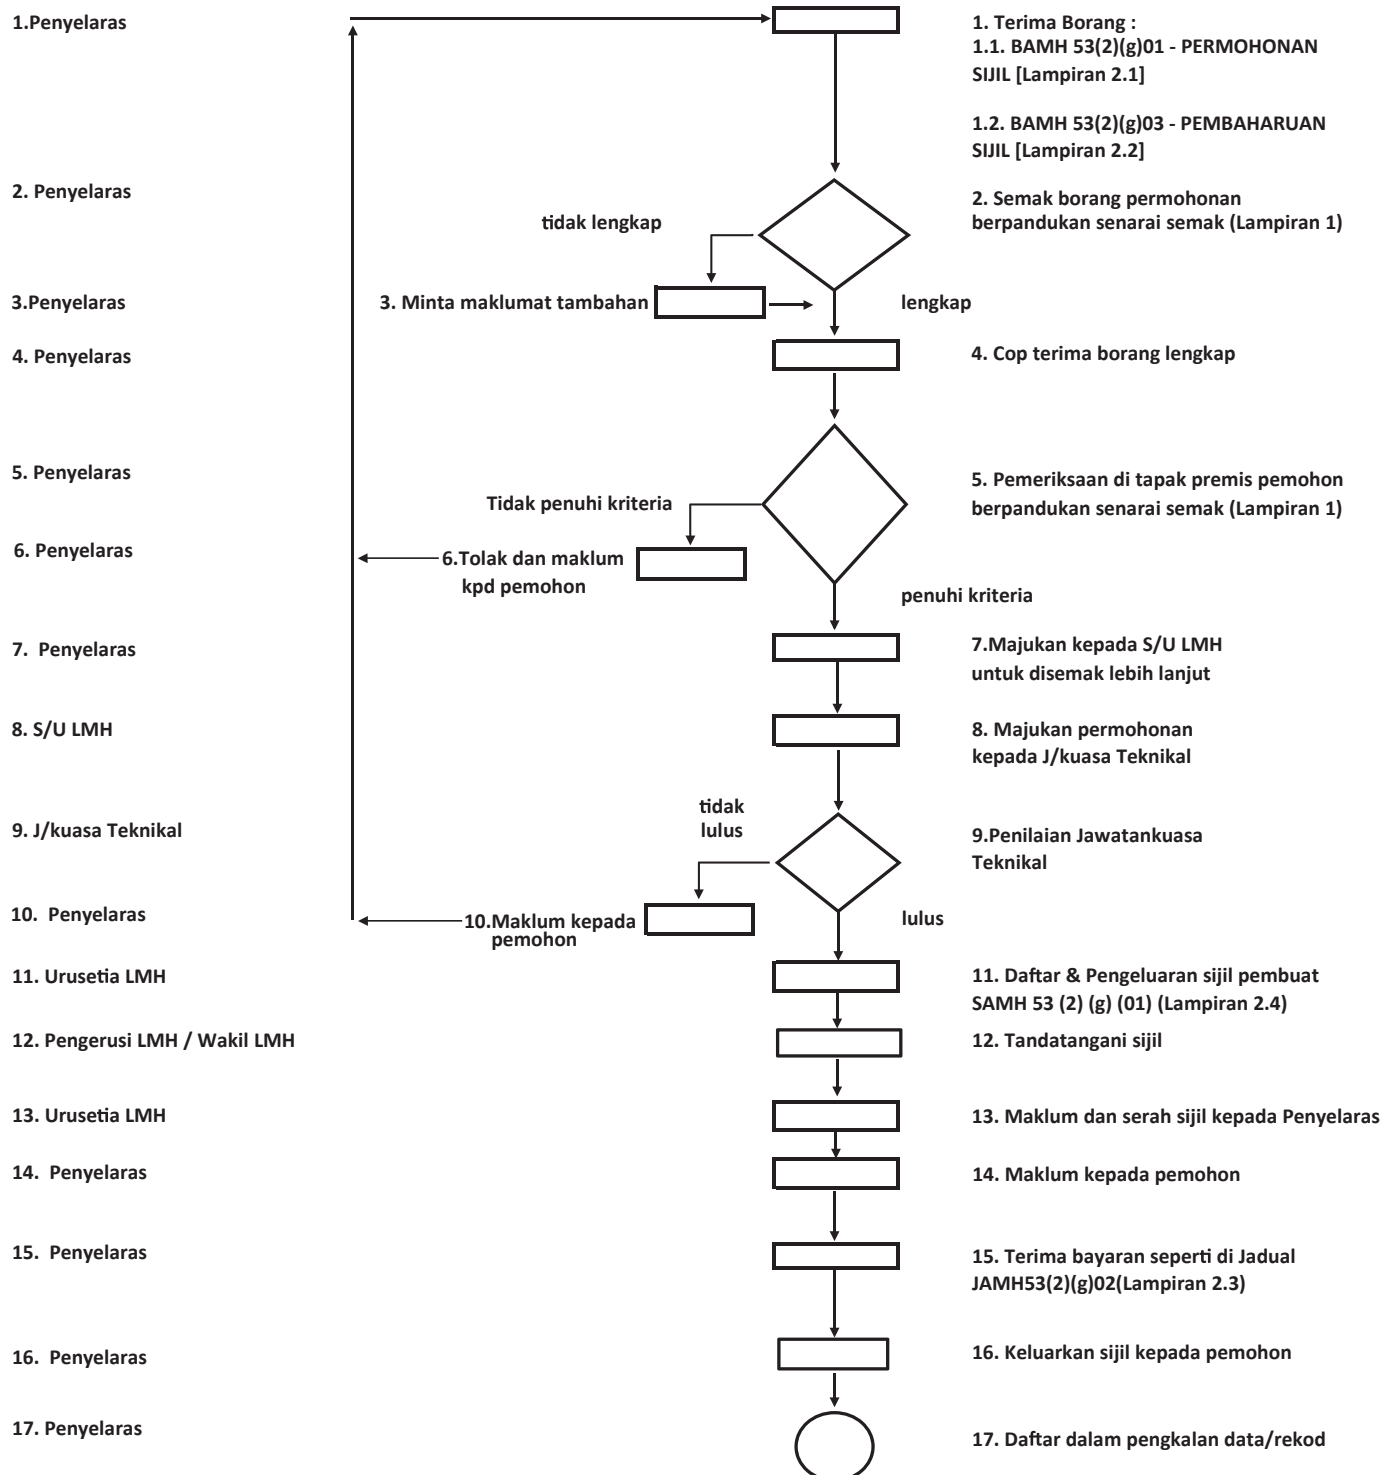 1.Penyelaras
1. Terima Borang :
1.1. BAMH 53(2)(g)01 - PERMOHONAN
SIJIL [Lampiran 2.1]
1.2. BAMH 53(2)(g)03 - PEMBAHARUAN
SIJIL [Lampiran 2.2]
2. Penyelaras
2. Semak borang permohonan
berpandukan senarai semak (Lampiran 1)
tidak lengkap
3.Penyelaras
3. Minta maklumat tambahan
lengkap
4. Penyelaras
4. Cop terima borang lengkap
5. Penyelaras
5. Pemeriksaan di tapak premis pemohon
berpandukan senarai semak (Lampiran 1)
Tidak penuhi kriteria
6. Penyelaras
6.Tolak dan maklum
kpd pemohon
penuhi kriteria
7.  Penyelaras
7.Majukan kepada S/U LMH
untuk disemak lebih lanjut
8. S/U LMH
8. Majukan permohonan
kepada J/kuasa Teknikal
tidak
lulus
9. J/kuasa Teknikal
9.Penilaian Jawatankuasa
Teknikal
10.  Penyelaras
10.Maklum kepada
pemohon
lulus
11. Urusetia LMH
11. Daftar & Pengeluaran sijil pembuat
SAMH 53 (2) (g) (01) (Lampiran 2.4)
12. Pengerusi LMH / Wakil LMH
12. Tandatangani sijil
13. Urusetia LMH
13. Maklum dan serah sijil kepada Penyelaras
14.  Penyelaras
14. Maklum kepada pemohon
15.  Penyelaras
15. Terima bayaran seperti di Jadual
JAMH53(2)(g)02(Lampiran 2.3)
16.  Penyelaras
16. Keluarkan sijil kepada pemohon
17. Penyelaras
17. Daftar dalam pengkalan data/rekod